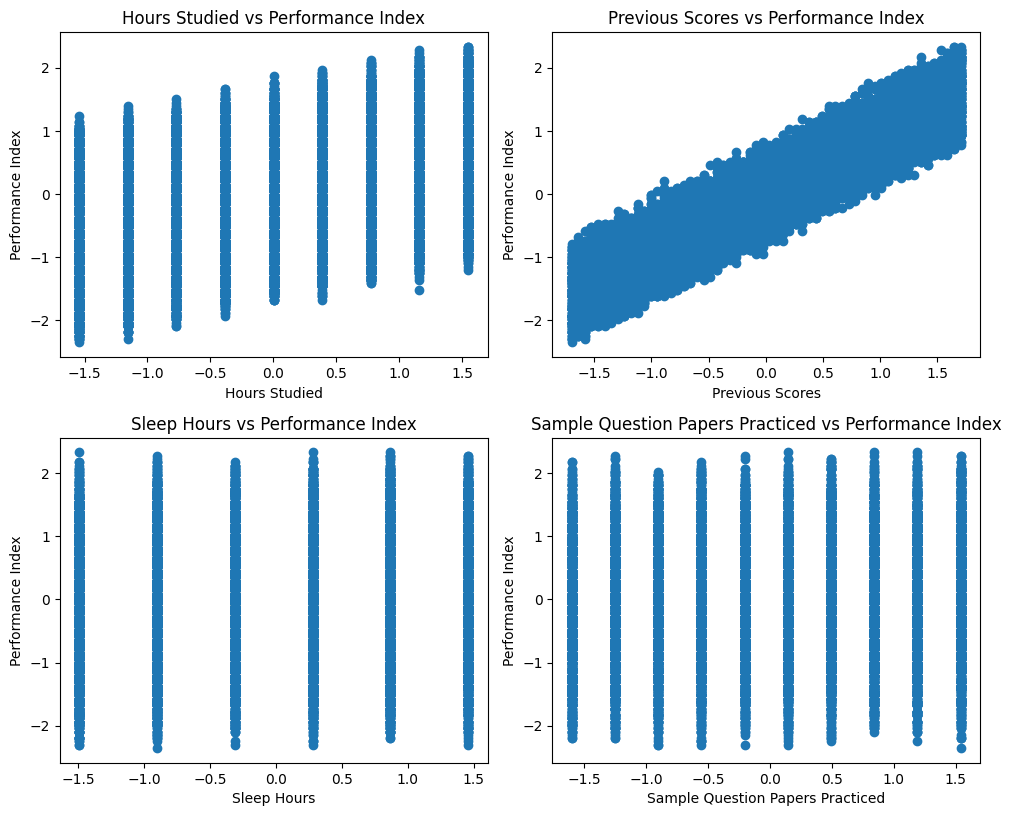 Hours Studied vs Performance Index
Performance Index
2
1
0
−1
−2
−1.5 −1.0 −0.5 0.0 0.5 1.0 1.5
Hours Studied
Previous Scores vs Performance Index
Performance Index
2
1
0
−1
−2
−1.5 −1.0 −0.5 0.0 0.5 1.0 1.5
Previous Scores
Sleep Hours vs Performance Index
Performance Index
2
1
0
−1
−2
−1.5 −1.0 −0.5 0.0 0.5 1.0 1.5
Sleep Hours
Sample Question Papers Practiced vs Performance Index
Performance Index
2
1
0
−1
−2
−1.5 −1.0 −0.5 0.0 0.5 1.0 1.5
Sample Question Papers Practiced